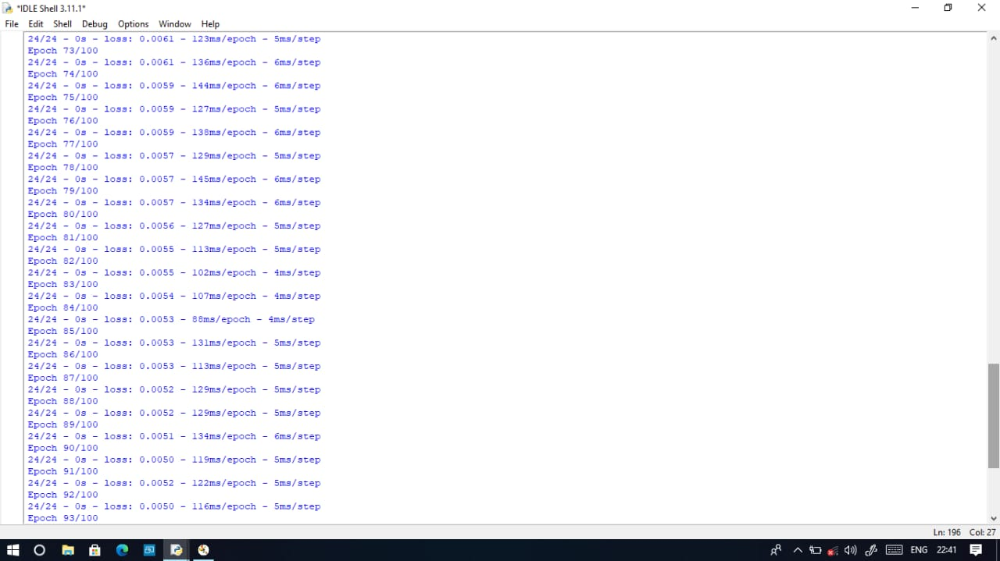 *IDLE Shell 3.11.1*
File Edit Shell Debug Options Window Help
24/24 - 0s - loss: 0.0061 - 123ms/epoch - 5ms/step
Epoch 73/100
24/24 - 0s - loss: 0.0061 - 136ms/epoch - 6ms/step
Epoch 74/100
24/24 - 0s - loss: 0.0059 - 144ms/epoch - 6ms/step
Epoch 75/100
24/24 - 0s - loss: 0.0059 - 127ms/epoch - 5ms/step
Epoch 76/100
24/24 - 0s - loss: 0.0059 - 138ms/epoch - 6ms/step
Epoch 77/100
24/24 - 0s - loss: 0.0057 - 129ms/epoch - 5ms/step
Epoch 78/100
24/24 - 0s - loss: 0.0057 - 145ms/epoch - 6ms/step
Epoch 79/100
24/24 - 0s - loss: 0.0057 - 134ms/epoch - 6ms/step
Epoch 80/100
24/24 - 0s - loss: 0.0056 - 127ms/epoch - 5ms/step
Epoch 81/100
24/24 - 0s - loss: 0.0055 - 113ms/epoch - 5ms/step
Epoch 82/100
24/24 - 0s - loss: 0.0055 - 102ms/epoch - 4ms/step
Epoch 83/100
24/24 - 0s - loss: 0.0054 - 107ms/epoch - 4ms/step
Epoch 84/100
24/24 - 0s - loss: 0.0053 - 88ms/epoch - 4ms/step
Epoch 85/100
24/24 - 0s - loss: 0.0053 - 131ms/epoch - 5ms/step
Epoch 86/100
24/24 - 0s - loss: 0.0053 - 113ms/epoch - 5ms/step
Epoch 87/100
24/24 - 0s - loss: 0.0052 - 129ms/epoch - 5ms/step
Epoch 88/100
24/24 - 0s - loss: 0.0052 - 129ms/epoch - 5ms/step
Epoch 89/100
24/24 - 0s - loss: 0.0051 - 134ms/epoch - 6ms/step
Epoch 90/100
24/24 - 0s - loss: 0.0050 - 119ms/epoch - 5ms/step
Epoch 91/100
24/24 - 0s - loss: 0.0052 - 122ms/epoch - 5ms/step
Epoch 92/100
24/24 - 0s - loss: 0.0050 - 116ms/epoch - 5ms/step
Epoch 93/100
Ln: 196 Col: 27
ENG 22:41